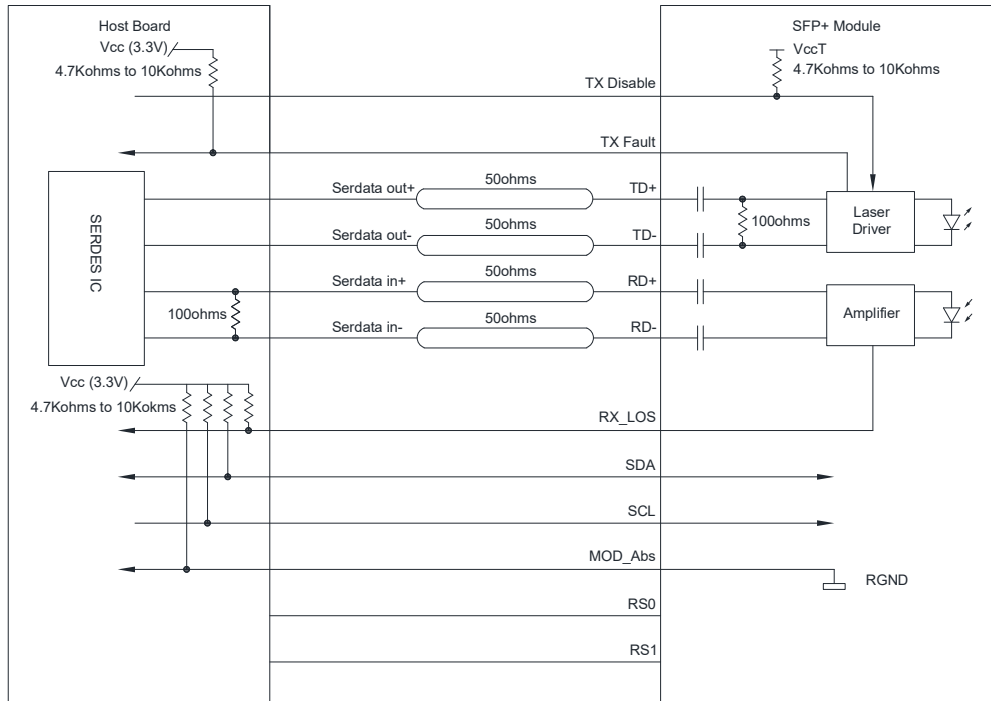 Host Board
SFP+ Module
Vcc (3.3V)
4.7Kohms to 10Kohms
VccT
4.7Kohms to 10Kohms
TX Disable
TX Fault
SERDES IC
Serdata out+
50ohms
TD+
100ohms
Laser
Driver
Serdata out-
50ohms
TD-
Serdata in+
50ohms
RD+
100ohms
Amplifier
Serdata in-
50ohms
RD-
Vcc (3.3V)
4.7Kohms to 10Kokms
RX_LOS
SDA
SCL
MOD_Abs
RGND
RS0
RS1